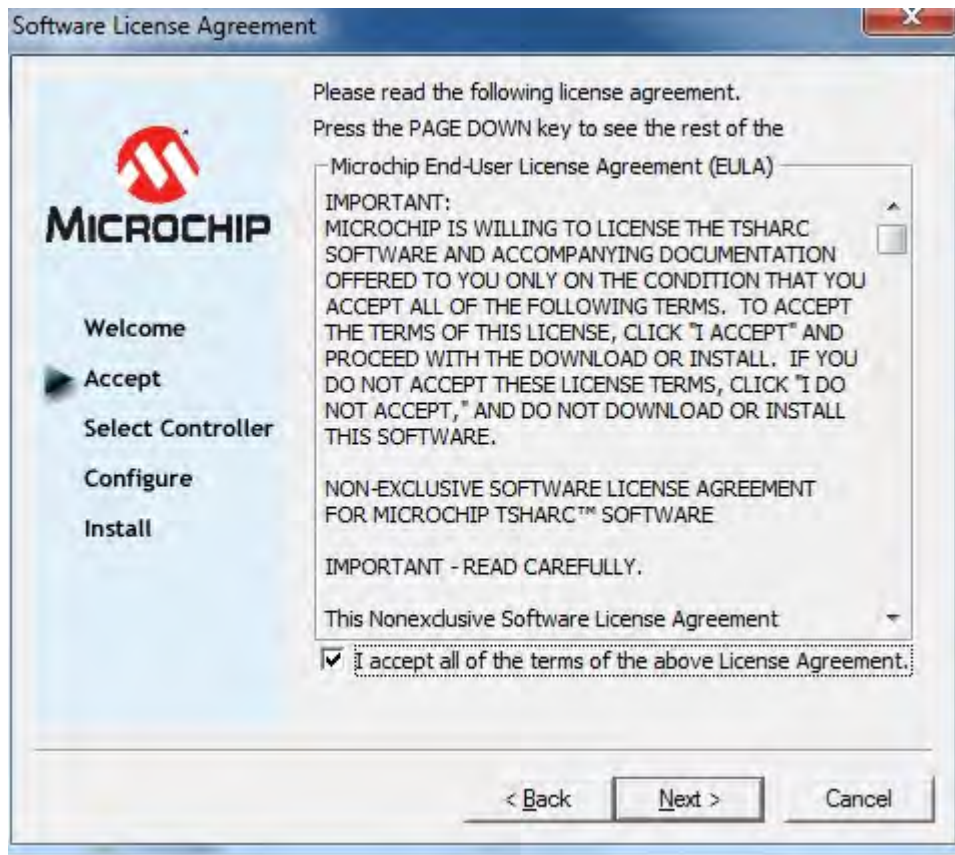 Software License Agreement
Please read the following license agreement.
Press the PAGE DOWN key to see the rest of the
Microchip End-User License Agreement (EULA)
MICROCHIP
Welcome
Accept
Select Controller
Configure
Install
IMPORTANT:
MICROCHIP IS WILLING TO LICENSE THE TSHARC
SOFTWARE AND ACCOMPANYING DOCUMENTATION
OFFERED TO YOU ONLY ON THE CONDITION THAT YOU
ACCEPT ALL OF THE FOLLOWING TERMS.  TO ACCEPT
THE TERMS OF THIS LICENSE, CLICK "I ACCEPT" AND
PROCEED WITH THE DOWNLOAD OR INSTALL.  IF YOU
DO NOT ACCEPT THESE LICENSE TERMS, CLICK "I DO
NOT ACCEPT," AND DO NOT DOWNLOAD OR INSTALL
THIS SOFTWARE.
NON-EXCLUSIVE SOFTWARE LICENSE AGREEMENT
FOR MICROCHIP TSHARC™ SOFTWARE
IMPORTANT - READ CAREFULLY.
This Nonexclusive Software License Agreement
I accept all of the terms of the above License Agreement.
< Back
Next >
Cancel